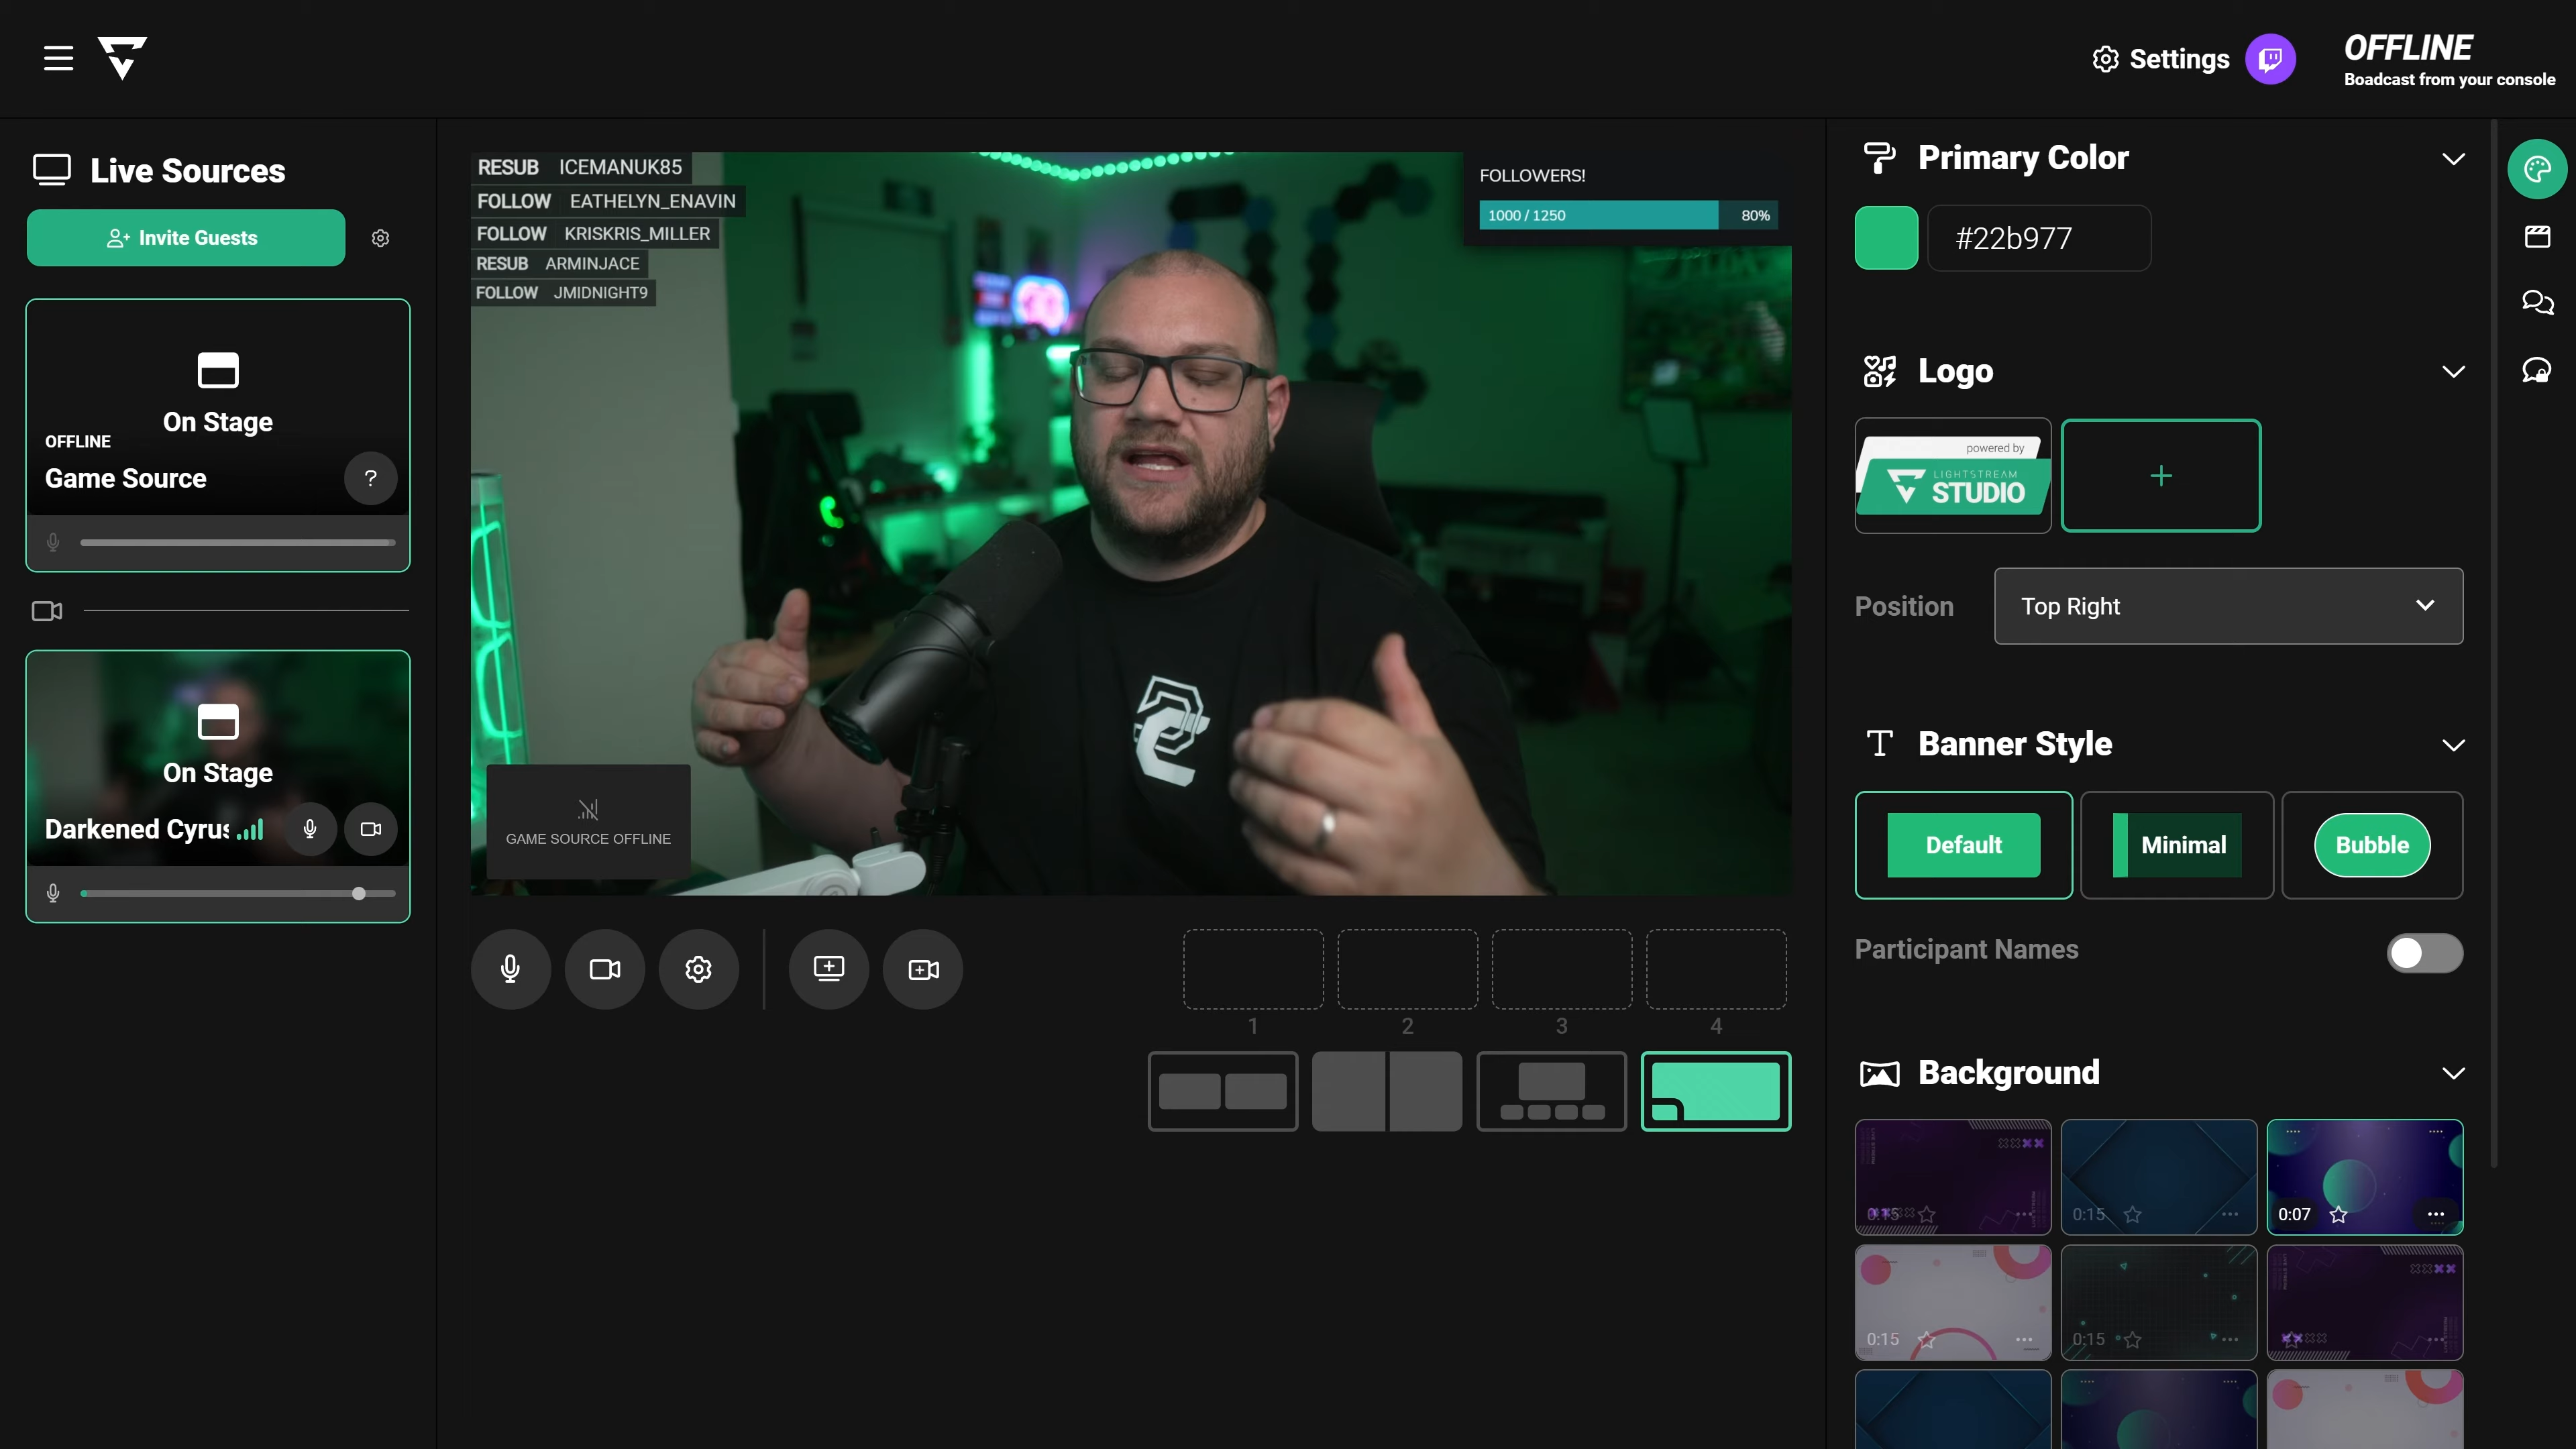 Settings
OFFLINE
Boadcast from your console
Live Sources
Invite Guests
On Stage
OFFLINE
Game Source
?
On Stage
Darkened Cyrus
RESUB ICEMANUK85
FOLLOW EATHELYN_ENAVIN
FOLLOW KRISKRIS_MILLER
RESUB ARMINJACE
FOLLOW JMIDNIGHT9
FOLLOWERS!
1000 / 1250 80%
GAME SOURCE OFFLINE
1 2 3 4
Primary Color
#22b977
Logo
powered by
LIGHTSTREAM
STUDIO
Position Top Right
Banner Style
Default Minimal Bubble
Participant Names
Background
0:15 0:15 0:07
0:15 0:15